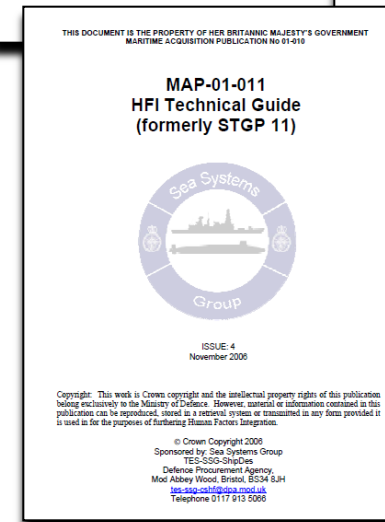 THIS DOCUMENT IS THE PROPERTY OF HER BRITANNIC MAJESTY'S GOVERNMENT
MARITIME ACQUISITION PUBLICATION No 01-010
MAP-01-011
HFI Technical Guide
(formerly STGP 11)
Sea Systems
Group
ISSUE: 4
November 2006
Copyright: This work is Crown copyright and the intellectual property rights of this publication
belong exclusively to the Ministry of Defence. However, material or information contained in this
publication can be reproduced, stored in a retrieval system or transmitted in any form provided it
is used in for the purposes of furthering Human Factors Integration.
© Crown Copyright 2006
Sponsored by: Sea Systems Group
TES-SSG-ShipDes
Defence Procurement Agency,
Mod Abbey Wood, Bristol, BS34 8JH
tes-ssg-cshf@dpa.mod.uk
Telephone 0117 913 5066